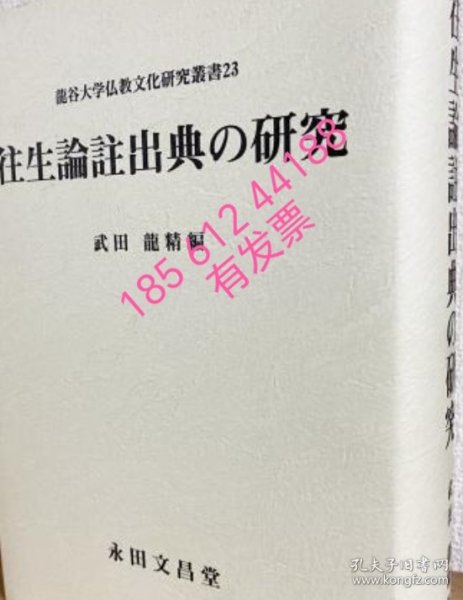 龍谷大学仏教文化研究叢書23
往生論註出典の研究
武田 龍精編
永田文昌堂
往生論註出典の研究
185 612 44188
有发票
孔夫子旧书网
www.kongfz.com